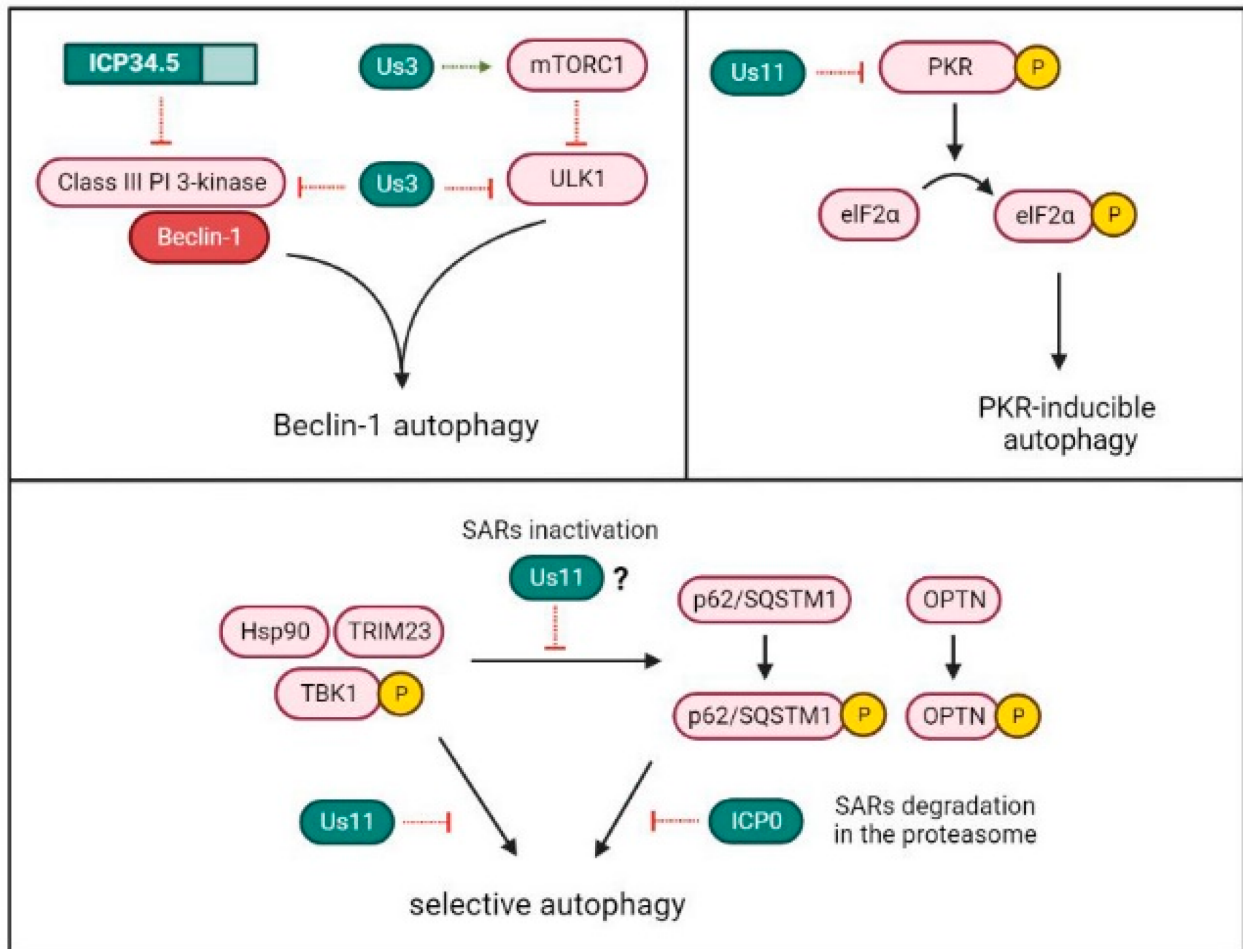 ICP34.5
Us3
mTORC1
Class III PI 3-kinase
Us3
ULK1
Beclin-1
Beclin-1 autophagy
Us11
PKR
P
eIF2α
eIF2α
P
PKR-inducible
autophagy
SARs inactivation
Us11 ?
Hsp90
TRIM23
TBK1
P
p62/SQSTM1
OPTN
p62/SQSTM1
P
OPTN
P
Us11
ICP0
SARs degradation
in the proteasome
selective autophagy